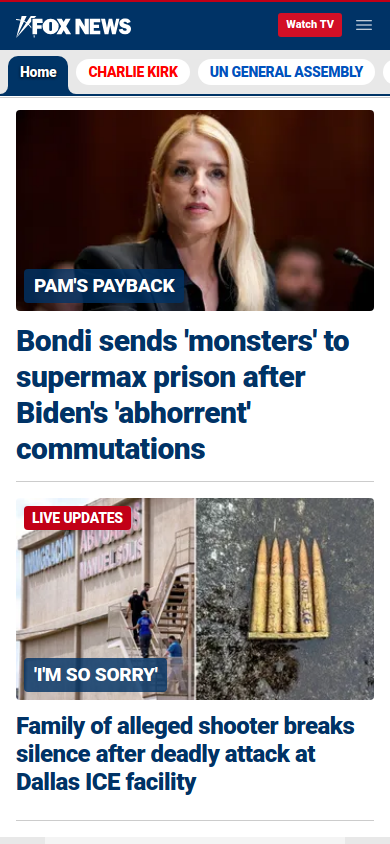 FOX NEWS
Watch TV
Home
CHARLIE KIRK
UN GENERAL ASSEMBLY
PAM'S PAYBACK
Bondi sends 'monsters' to
supermax prison after
Biden's 'abhorrent'
commutations
LIVE UPDATES
INMIGRACION
'I'M SO SORRY'
Family of alleged shooter breaks
silence after deadly attack at
Dallas ICE facility